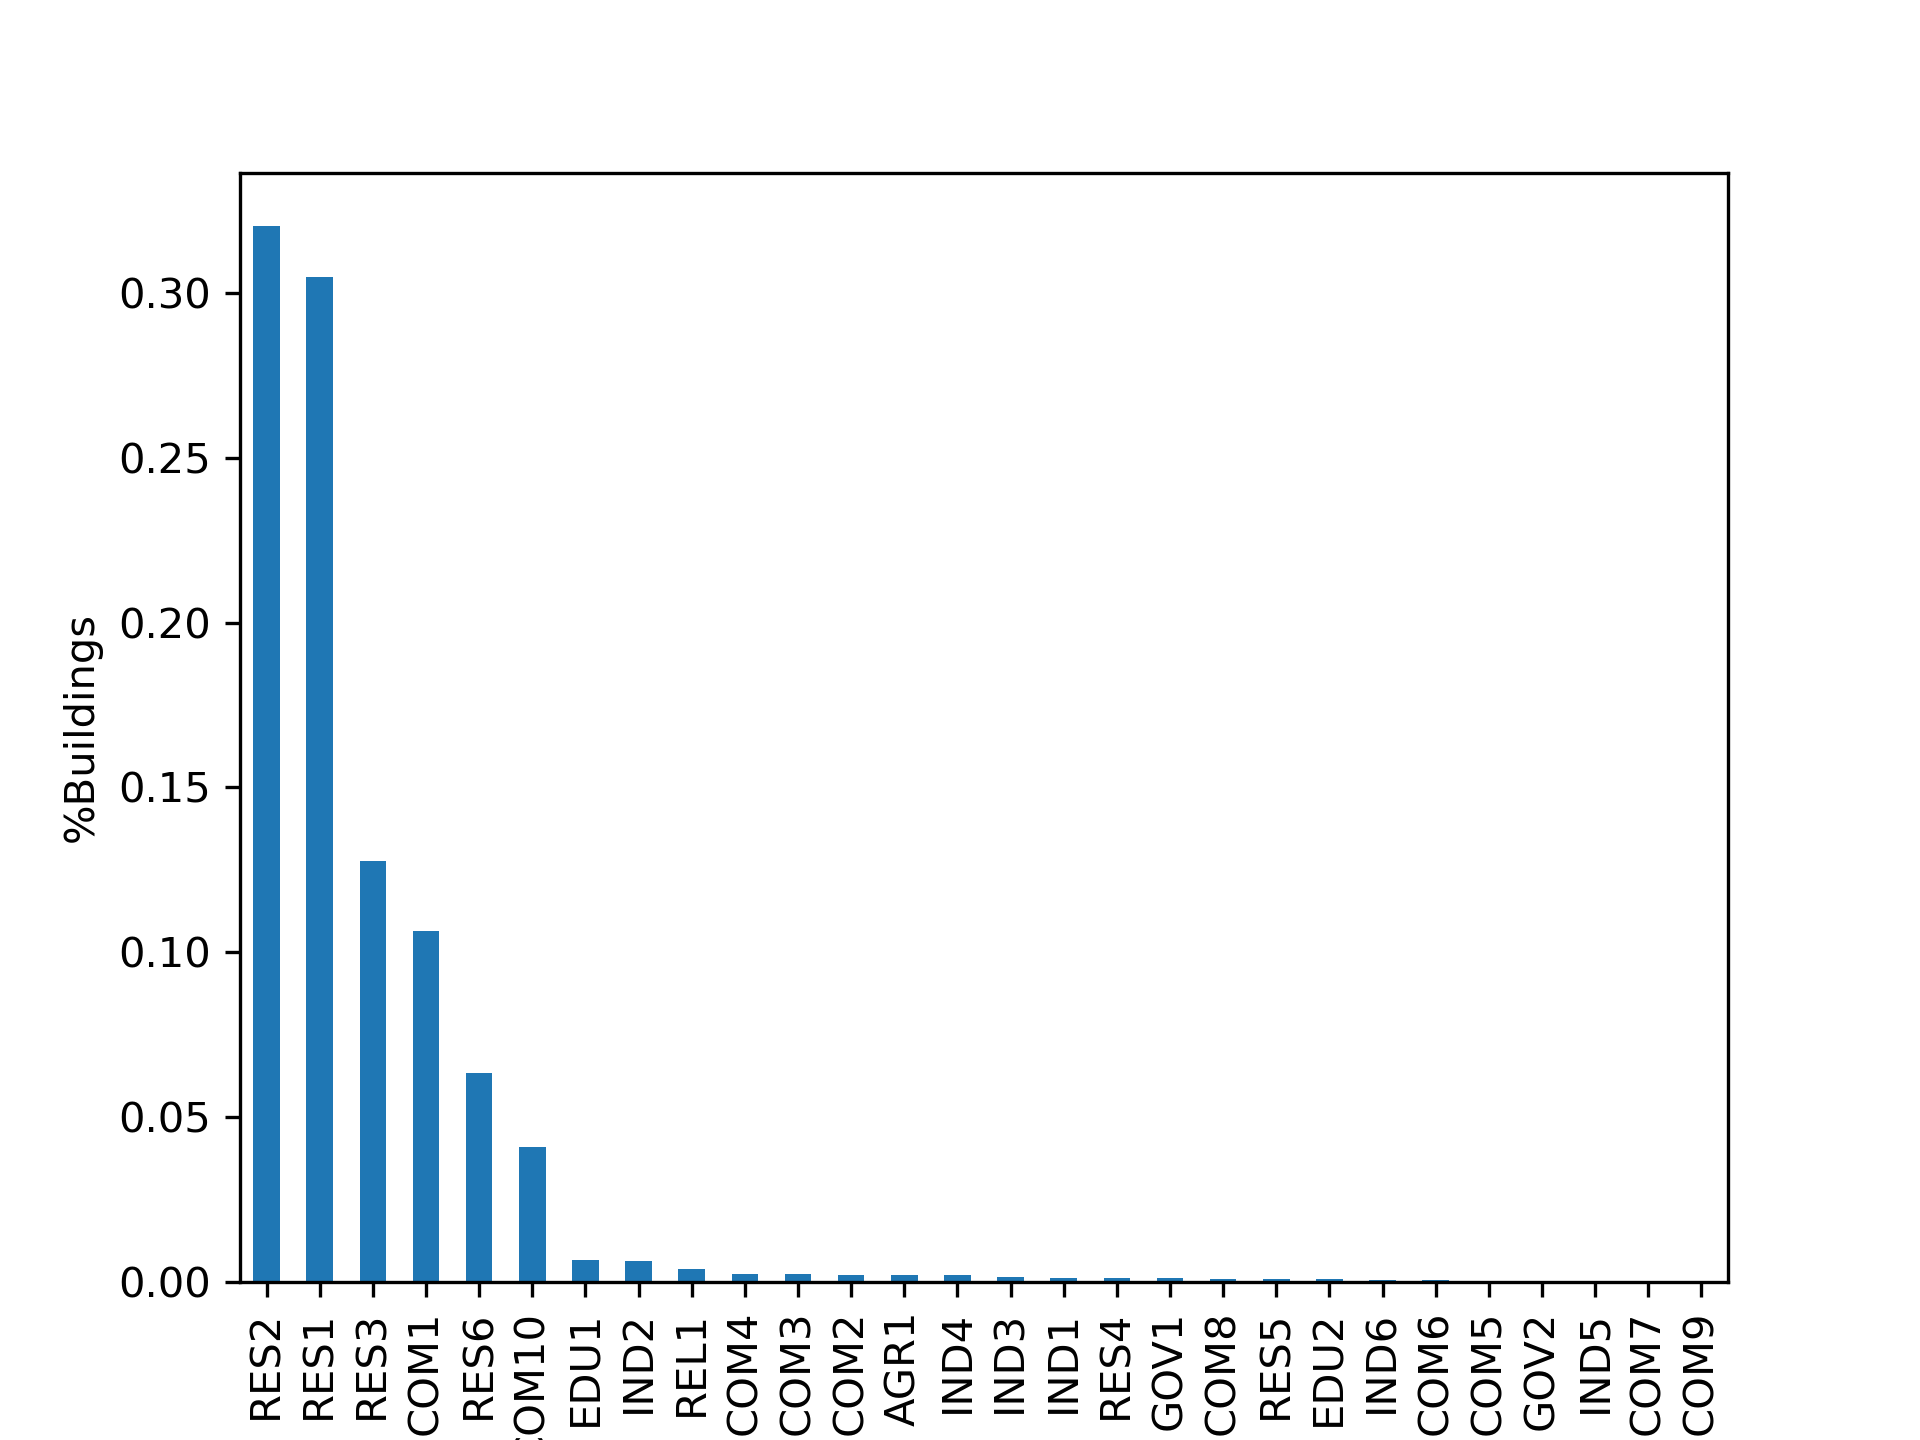 %Buildings
0.30
0.25
0.20
0.15
0.10
0.05
0.00
RES2
RES1
RES3
COM1
RES6
COM10
EDU1
IND2
REL1
COM4
COM3
COM2
AGR1
IND4
IND3
IND1
RES4
GOV1
COM8
RES5
EDU2
IND6
COM6
COM5
GOV2
IND5
COM7
COM9